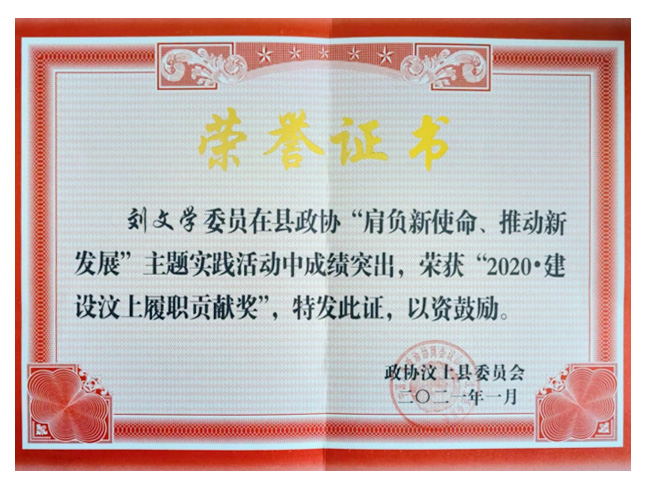 荣誉证书
刘文学委员在县政协“肩负新使命、推动新
发展”主题实践活动中成绩突出，荣获“2020·建
设汶上履职贡献奖”，特发此证，以资鼓励。
政协汶上县委员会
二〇二一年一月